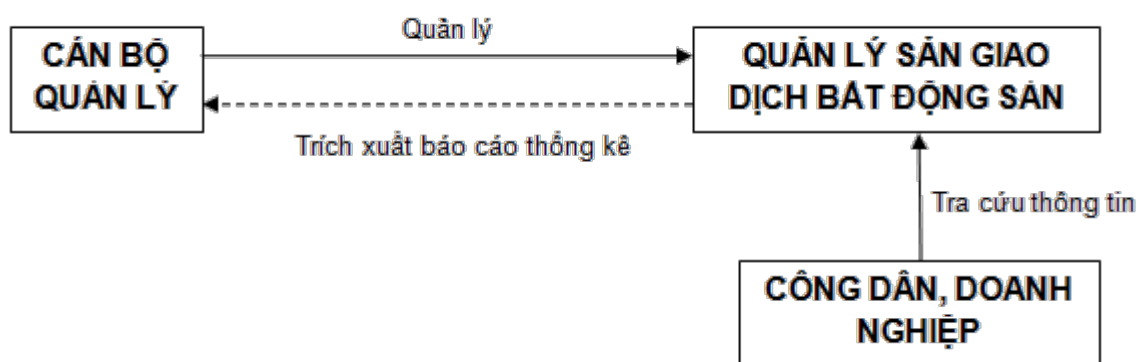 Quản lý
CÁN BỘ
QUẢN LÝ
QUẢN LÝ SÀN GIAO
DỊCH BẤT ĐỘNG SẢN
Trích xuất báo cáo thống kê
Tra cứu thông tin
CÔNG DÂN, DOANH
NGHIỆP